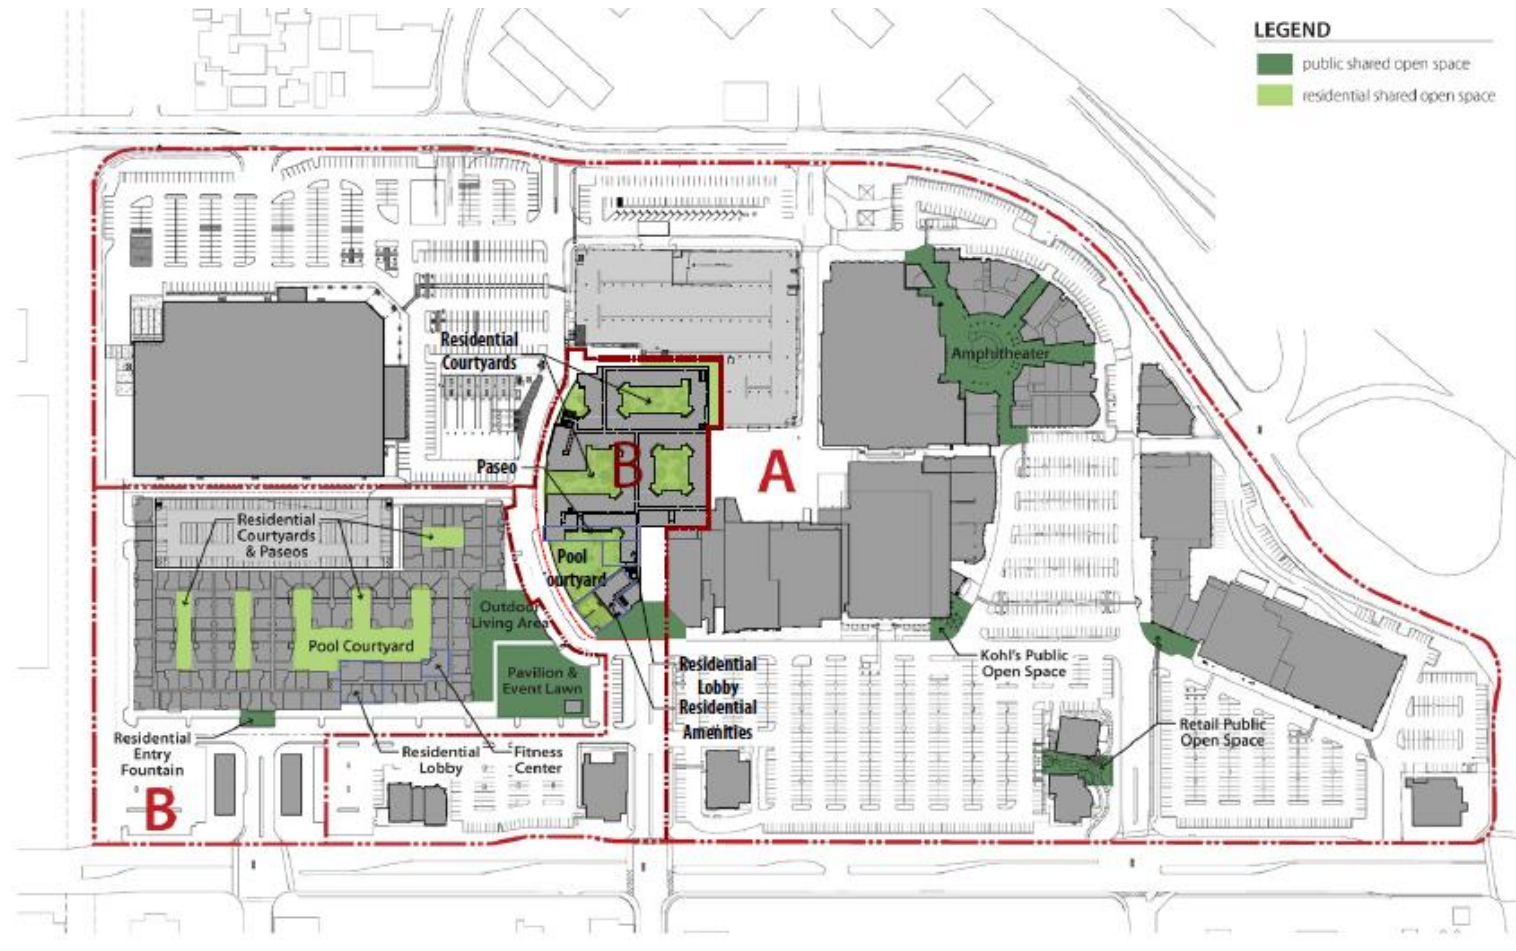 LEGEND
public shared open space
residential shared open space
Residential
Courtyards
Amphitheater
Paseo
B
A
Residential
Courtyards
& Paseos
Pool
ourtyard
Outdoor
Living Area
Pool Courtyard
Pavilion &
Event Lawn
Residential
Lobby
Residential
Amenities
Kohl's Public
Open Space
Retail Public
Open Space
Residential
Entry
Fountain
Residential
Lobby
Fitness
Center
B